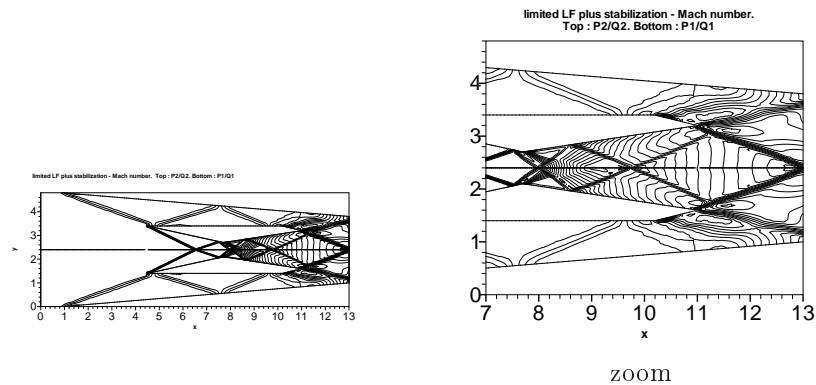 limited LF plus stabilization - Mach number. Top : P2/Q2. Bottom : P1/Q1
4
3
2
1
0
y
0 1 2 3 4 5 6 7 8 9 10 11 12 13
x
limited LF plus stabilization - Mach number.
Top : P2/Q2. Bottom : P1/Q1
4
3
2
1
0
7 8 9 10 11 12 13
x
zoom